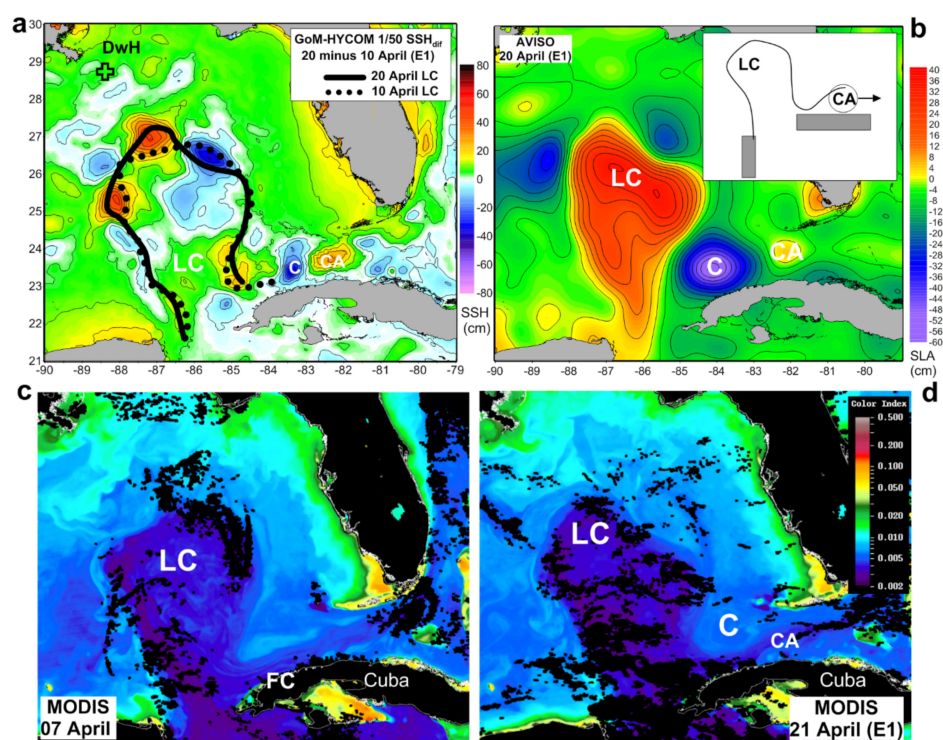 a
30
29
28
27
26
25
24
23
22
21
DwH
GoM-HYCOM 1/50 SSHdif
20 minus 10 April (E1)
20 April LC
10 April LC
LC
C
CA
-90 -89 -88 -87 -86 -85 -84 -83 -82 -81 -80 -79
80
60
40
20
0
-20
-40
-60
-80
SSH
(cm)
b
AVISO
20 April (E1)
LC
CA
LC
C
CA
-90 -89 -88 -87 -86 -85 -84 -83 -82 -81 -80
40
36
32
28
24
20
16
12
8
4
0
-4
-8
-12
-16
-20
-24
-28
-32
-36
-40
-44
-48
-52
-56
-60
SLA
(cm)
c
LC
FC
Cuba
MODIS
07 April
d
Color Index
0.500
0.200
0.100
0.050
0.020
0.010
0.005
0.002
LC
C
CA
Cuba
MODIS
21 April (E1)